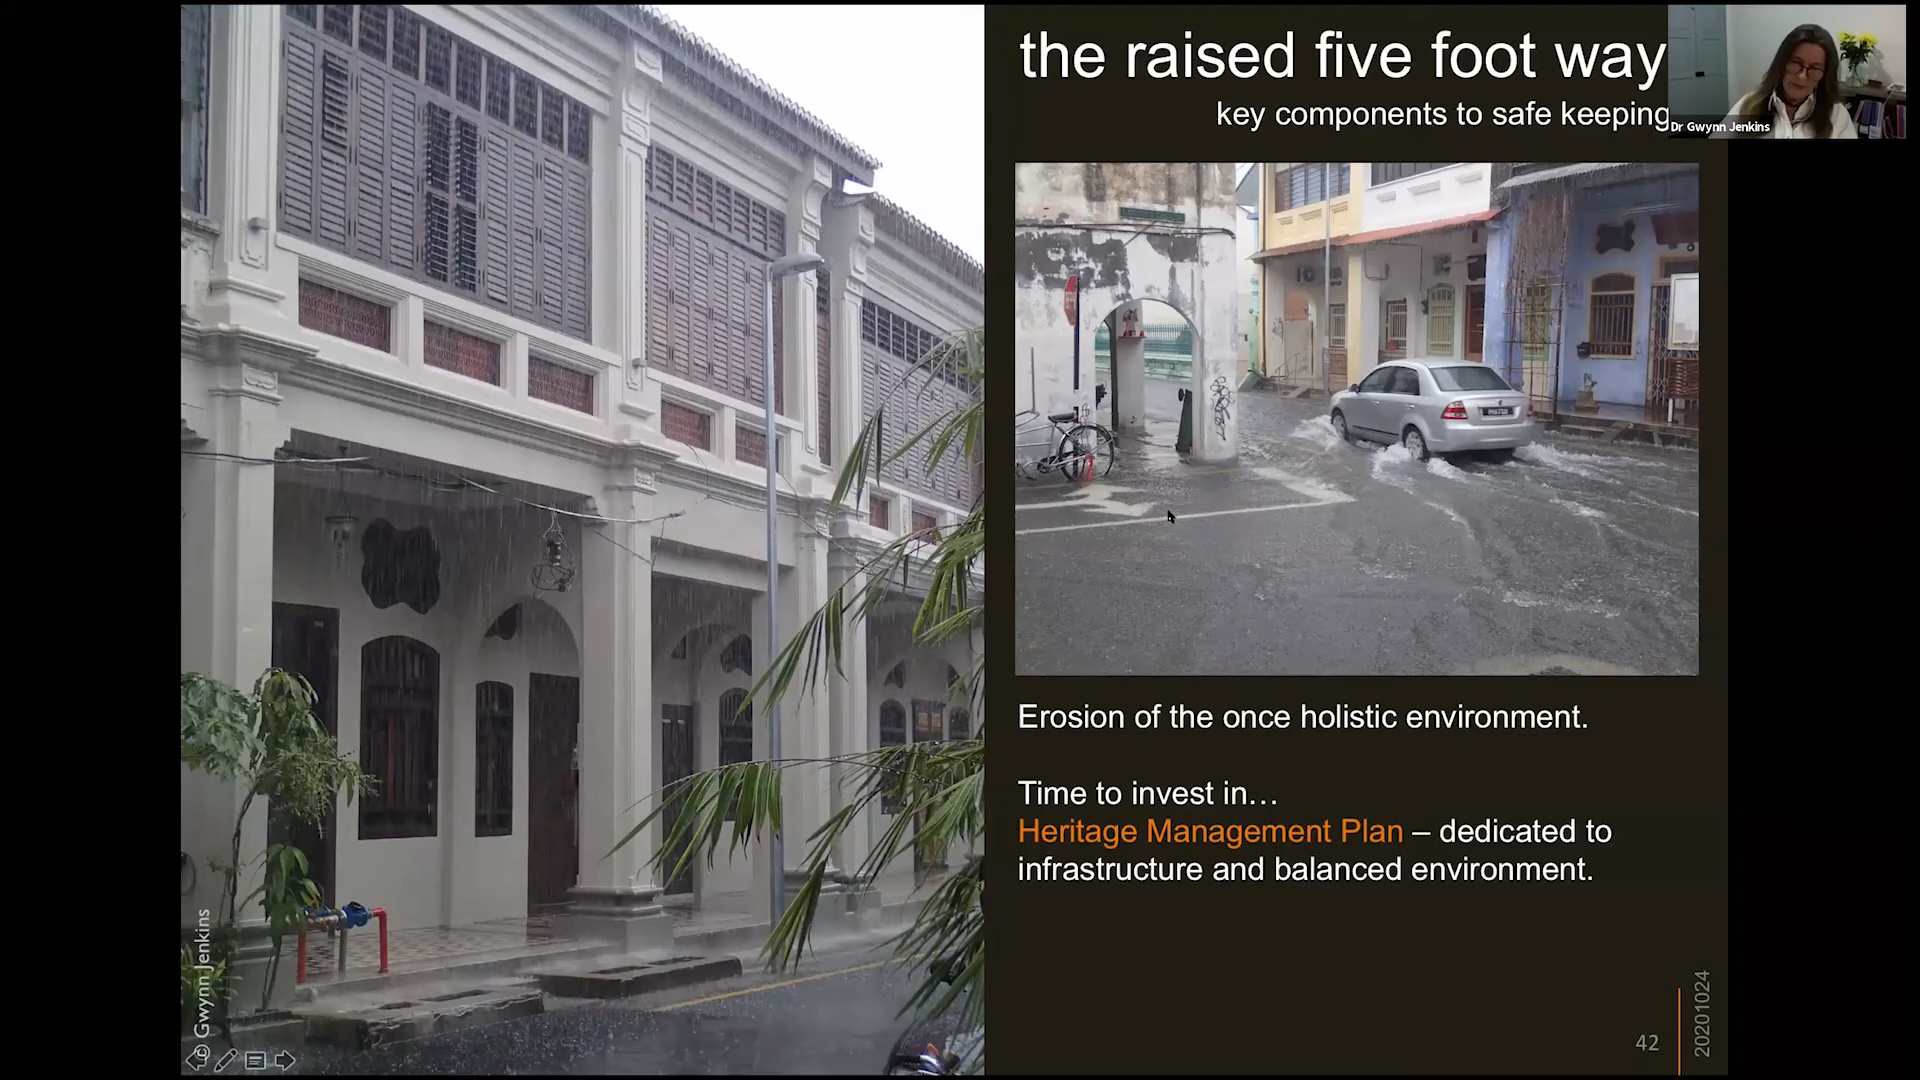 the raised five foot way
key components to safe keeping
Dr Gwynn Jenkins
Erosion of the once holistic environment.
Time to invest in…
Heritage Management Plan – dedicated to
infrastructure and balanced environment.
© Gwynn Jenkins
42
20201024